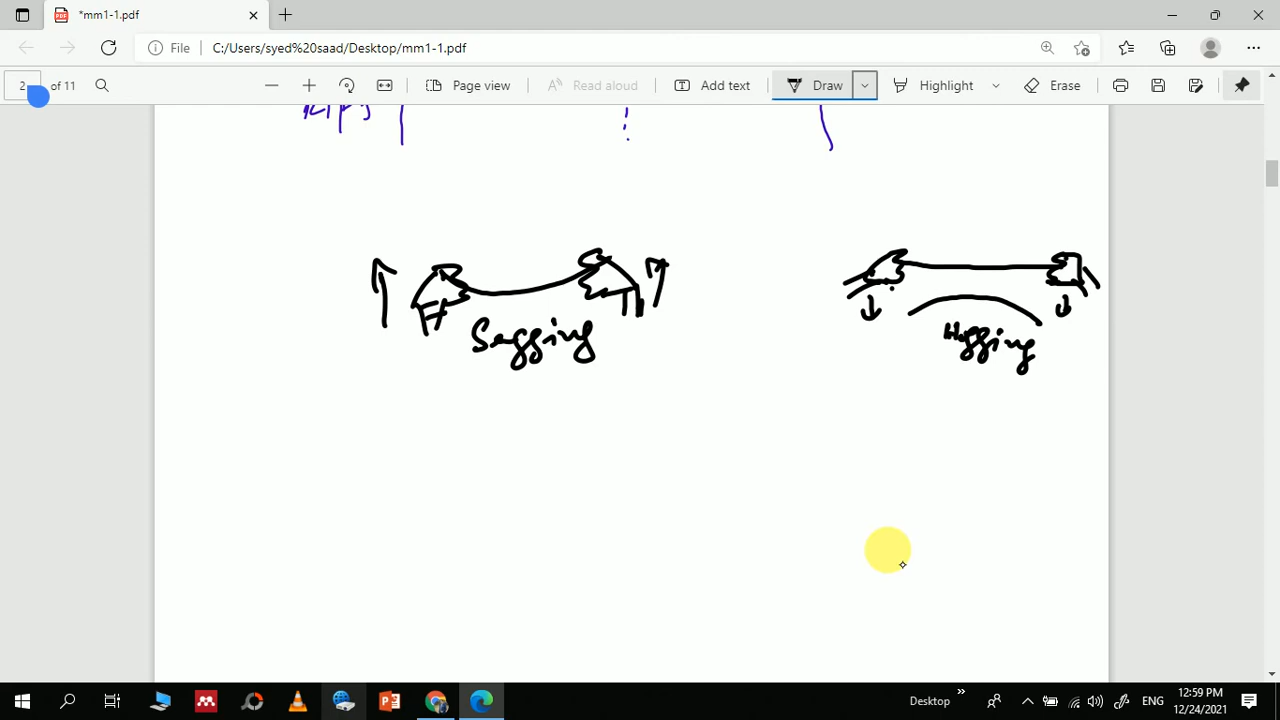 *mm1-1.pdf
File C:/Users/syed%20saad/Desktop/mm1-1.pdf
2 of 11 Page view Read aloud Add text Draw Highlight Erase
Kips
Sagging
Hogging
Desktop ENG 12:59 PM
12/24/2021